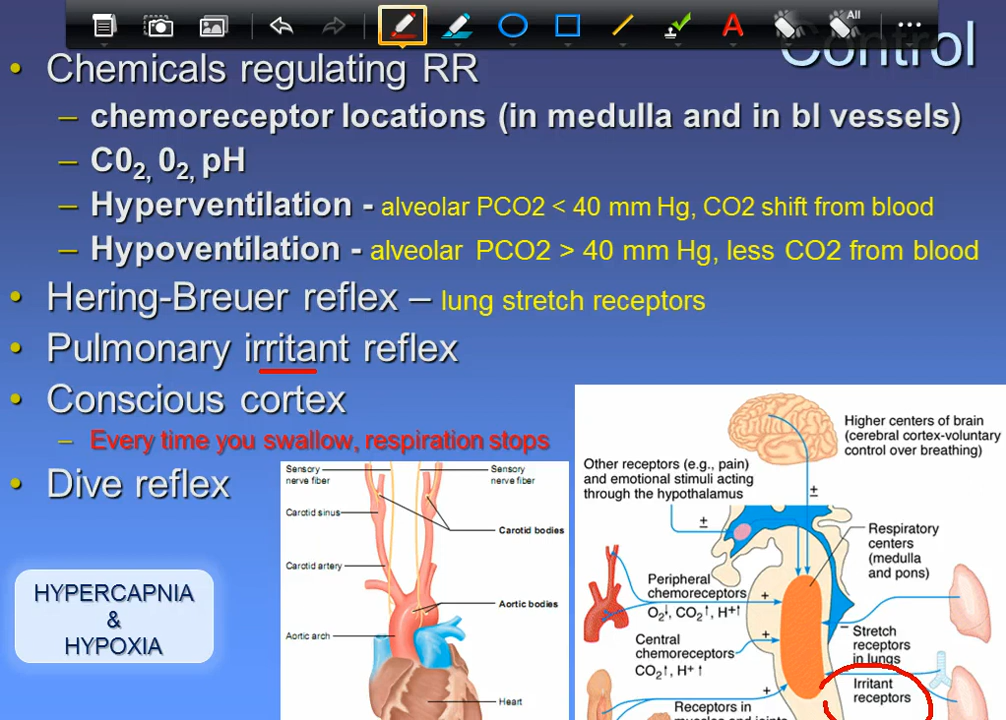 All
A
Control
• Chemicals regulating RR
– chemoreceptor locations (in medulla and in bl vessels)
– C0₂, 0₂, pH
– Hyperventilation - alveolar PCO2 < 40 mm Hg, CO2 shift from blood
– Hypoventilation - alveolar PCO2 > 40 mm Hg, less CO2 from blood
• Hering-Breuer reflex – lung stretch receptors
• Pulmonary irritant reflex
• Conscious cortex
– Every time you swallow, respiration stops
• Dive reflex
HYPERCAPNIA
&
HYPOXIA
Sensory
nerve fiber
Sensory
nerve fiber
Carotid sinus
Carotid bodies
Carotid artery
Aortic bodies
Aortic arch
Heart
Higher centers of brain
(cerebral cortex-voluntary
control over breathing)
Other receptors (e.g., pain)
and emotional stimuli acting
through the hypothalamus
±
±
Respiratory
centers
(medulla
and pons)
Peripheral
chemoreceptors
O₂↓, CO₂↑, H+↑
+
Central
chemoreceptors
CO₂↑, H+ ↑
+
–
Stretch
receptors
in lungs
–
Irritant
receptors
+
Receptors in
muscles and joints